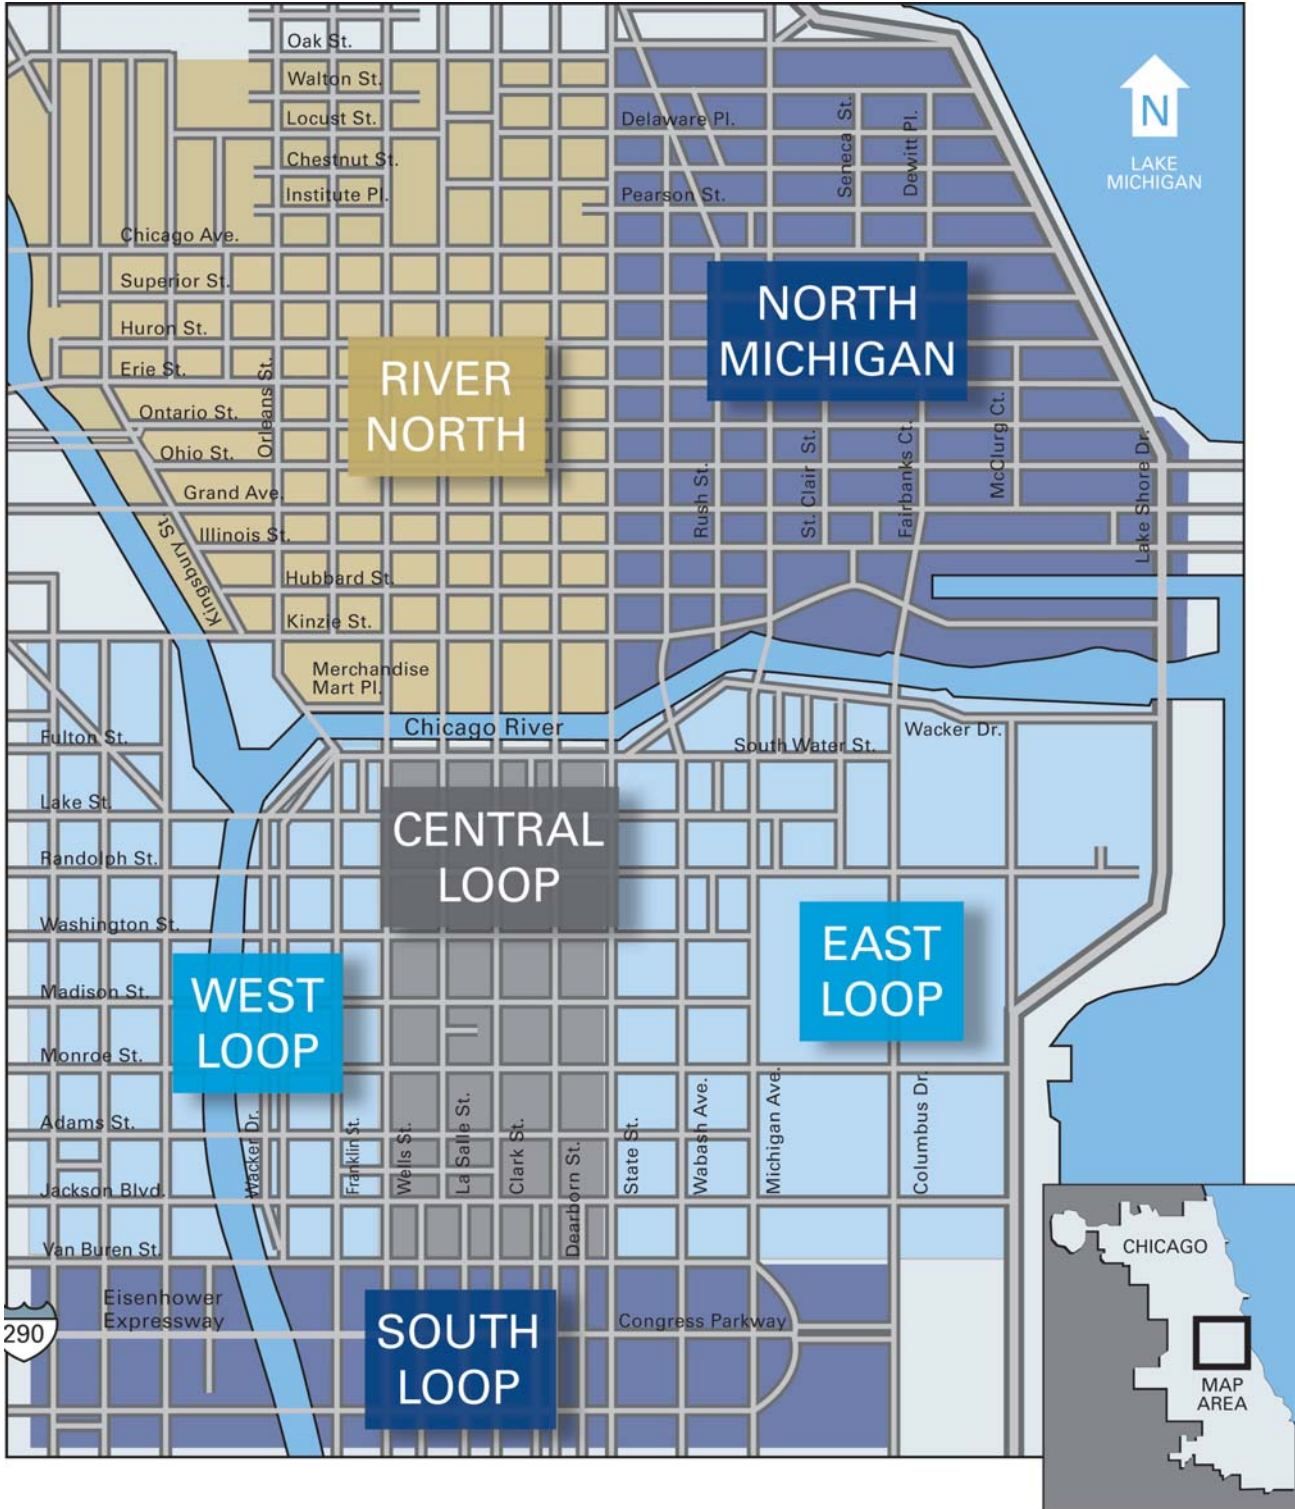 Oak St.
Walton St.
Locust St.
Delaware Pl.
Seneca St.
Dewitt Pl.
N
LAKE
MICHIGAN
Chestnut St.
Institute Pl.
Pearson St.
Chicago Ave.
Superior St.
Huron St.
Erie St.
Ontario St.
Ohio St.
Grand Ave.
Illinois St.
Orleans St.
Kingsbury St.
RIVER
NORTH
NORTH
MICHIGAN
Rush St.
St. Clair St.
Fairbanks Ct.
McClurg Ct.
Lake Shore Dr.
Hubbard St.
Kinzie St.
Merchandise
Mart Pl.
Chicago River
Fulton St.
South Water St.
Wacker Dr.
Lake St.
Randolph St.
Washington St.
Madison St.
Monroe St.
Adams St.
Jackson Blvd.
Van Buren St.
CENTRAL
LOOP
WEST
LOOP
EAST
LOOP
Wacker Dr.
Franklin St.
Wells St.
La Salle St.
Clark St.
Dearborn St.
State St.
Wabash Ave.
Michigan Ave.
Columbus Dr.
Eisenhower
Expressway
290
SOUTH
LOOP
Congress Parkway
CHICAGO
MAP
AREA